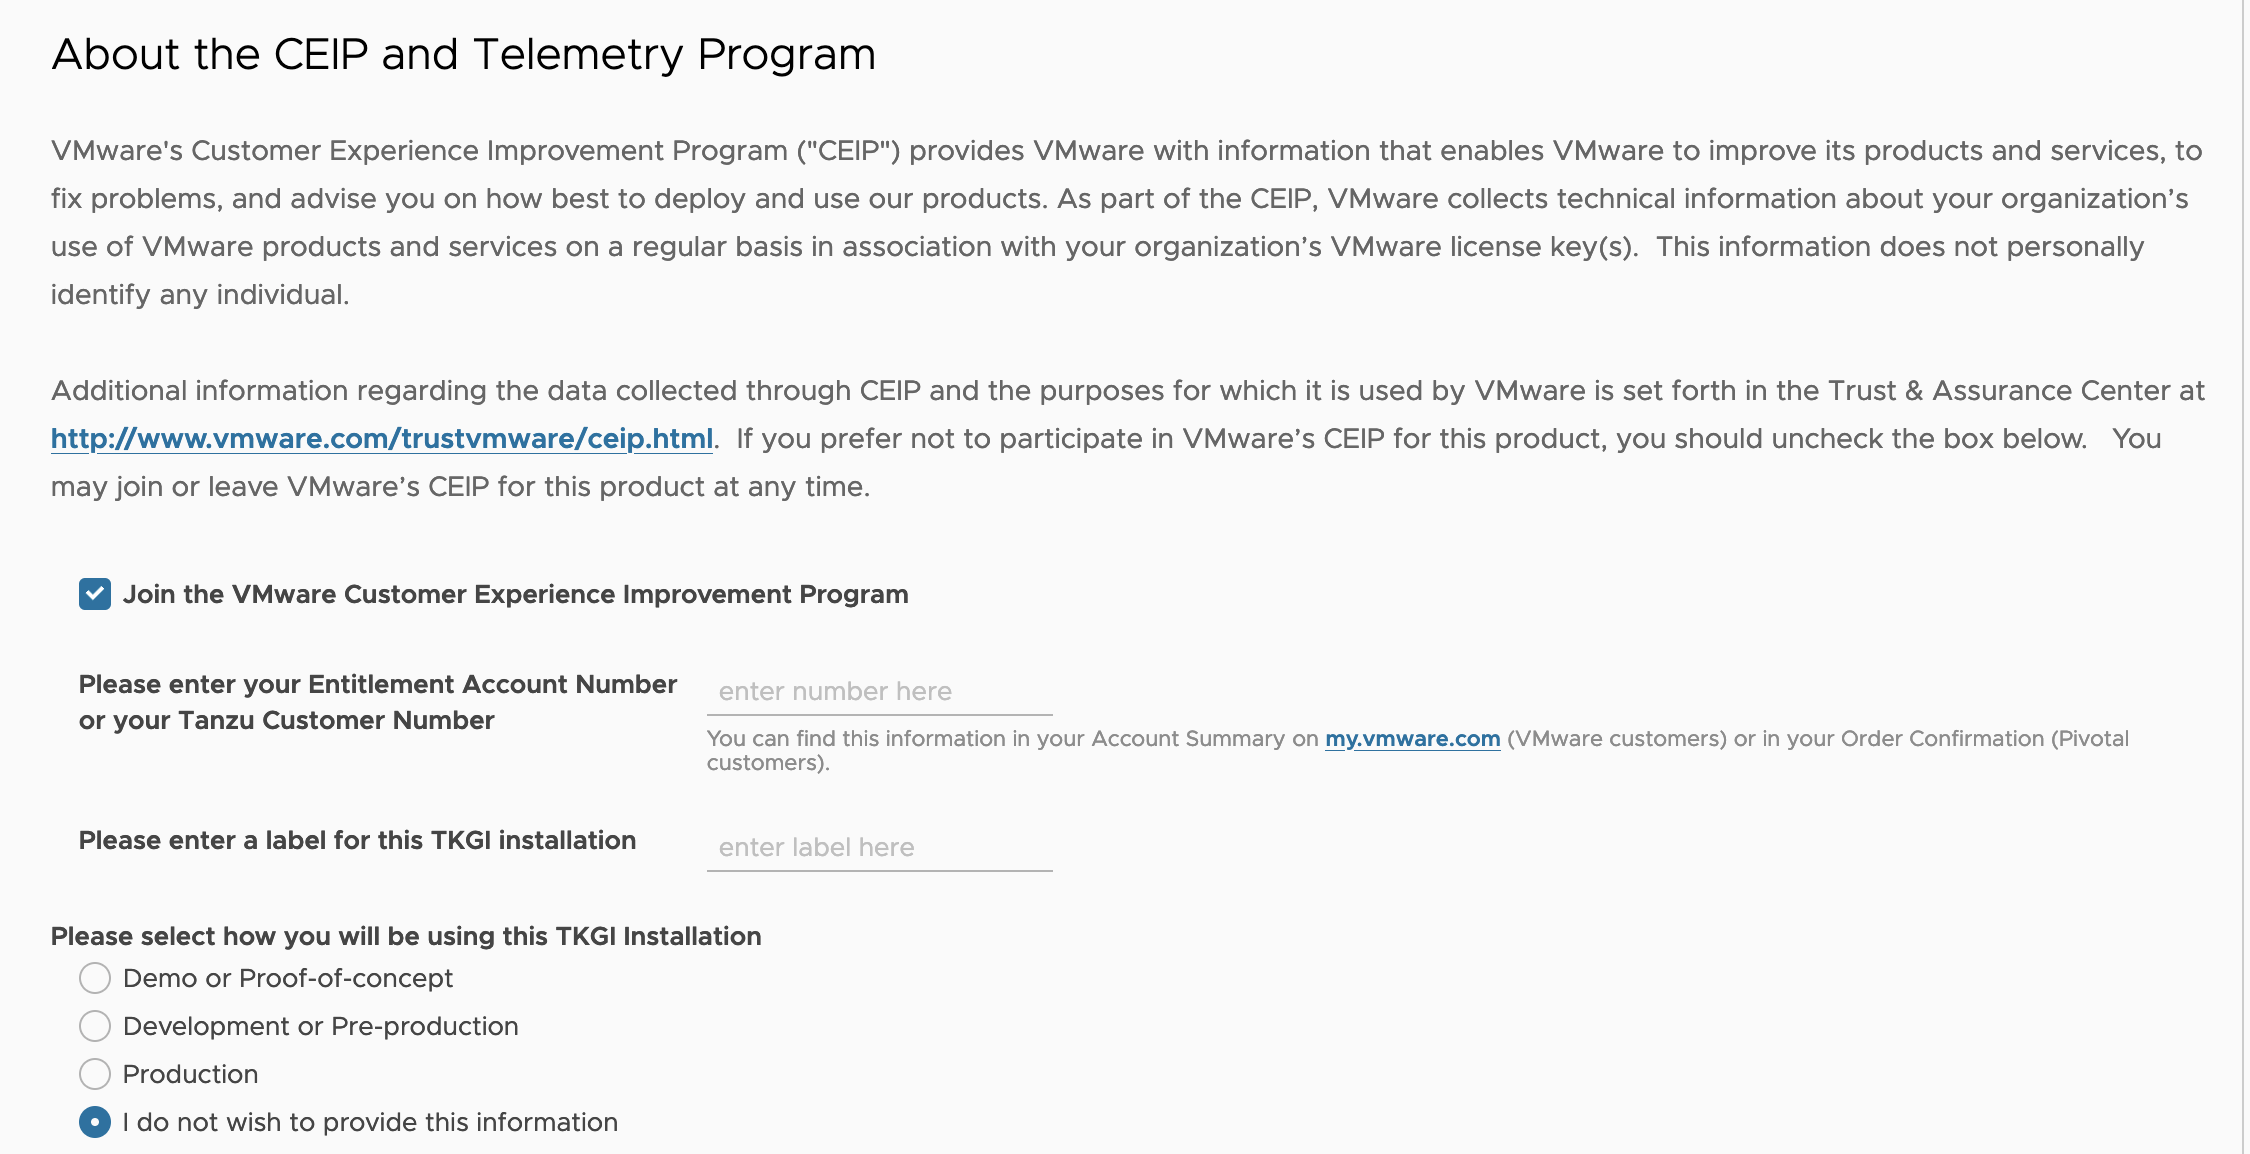 About the CEIP and Telemetry Program
VMware's Customer Experience Improvement Program ("CEIP") provides VMware with information that enables VMware to improve its products and services, to
fix problems, and advise you on how best to deploy and use our products. As part of the CEIP, VMware collects technical information about your organization’s
use of VMware products and services on a regular basis in association with your organization’s VMware license key(s).  This information does not personally
identify any individual.
Additional information regarding the data collected through CEIP and the purposes for which it is used by VMware is set forth in the Trust & Assurance Center at
http://www.vmware.com/trustvmware/ceip.html.  If you prefer not to participate in VMware’s CEIP for this product, you should uncheck the box below.   You
may join or leave VMware’s CEIP for this product at any time.
Join the VMware Customer Experience Improvement Program
Please enter your Entitlement Account Number
or your Tanzu Customer Number
enter number here
You can find this information in your Account Summary on my.vmware.com (VMware customers) or in your Order Confirmation (Pivotal
customers).
Please enter a label for this TKGI installation
enter label here
Please select how you will be using this TKGI Installation
Demo or Proof-of-concept
Development or Pre-production
Production
I do not wish to provide this information